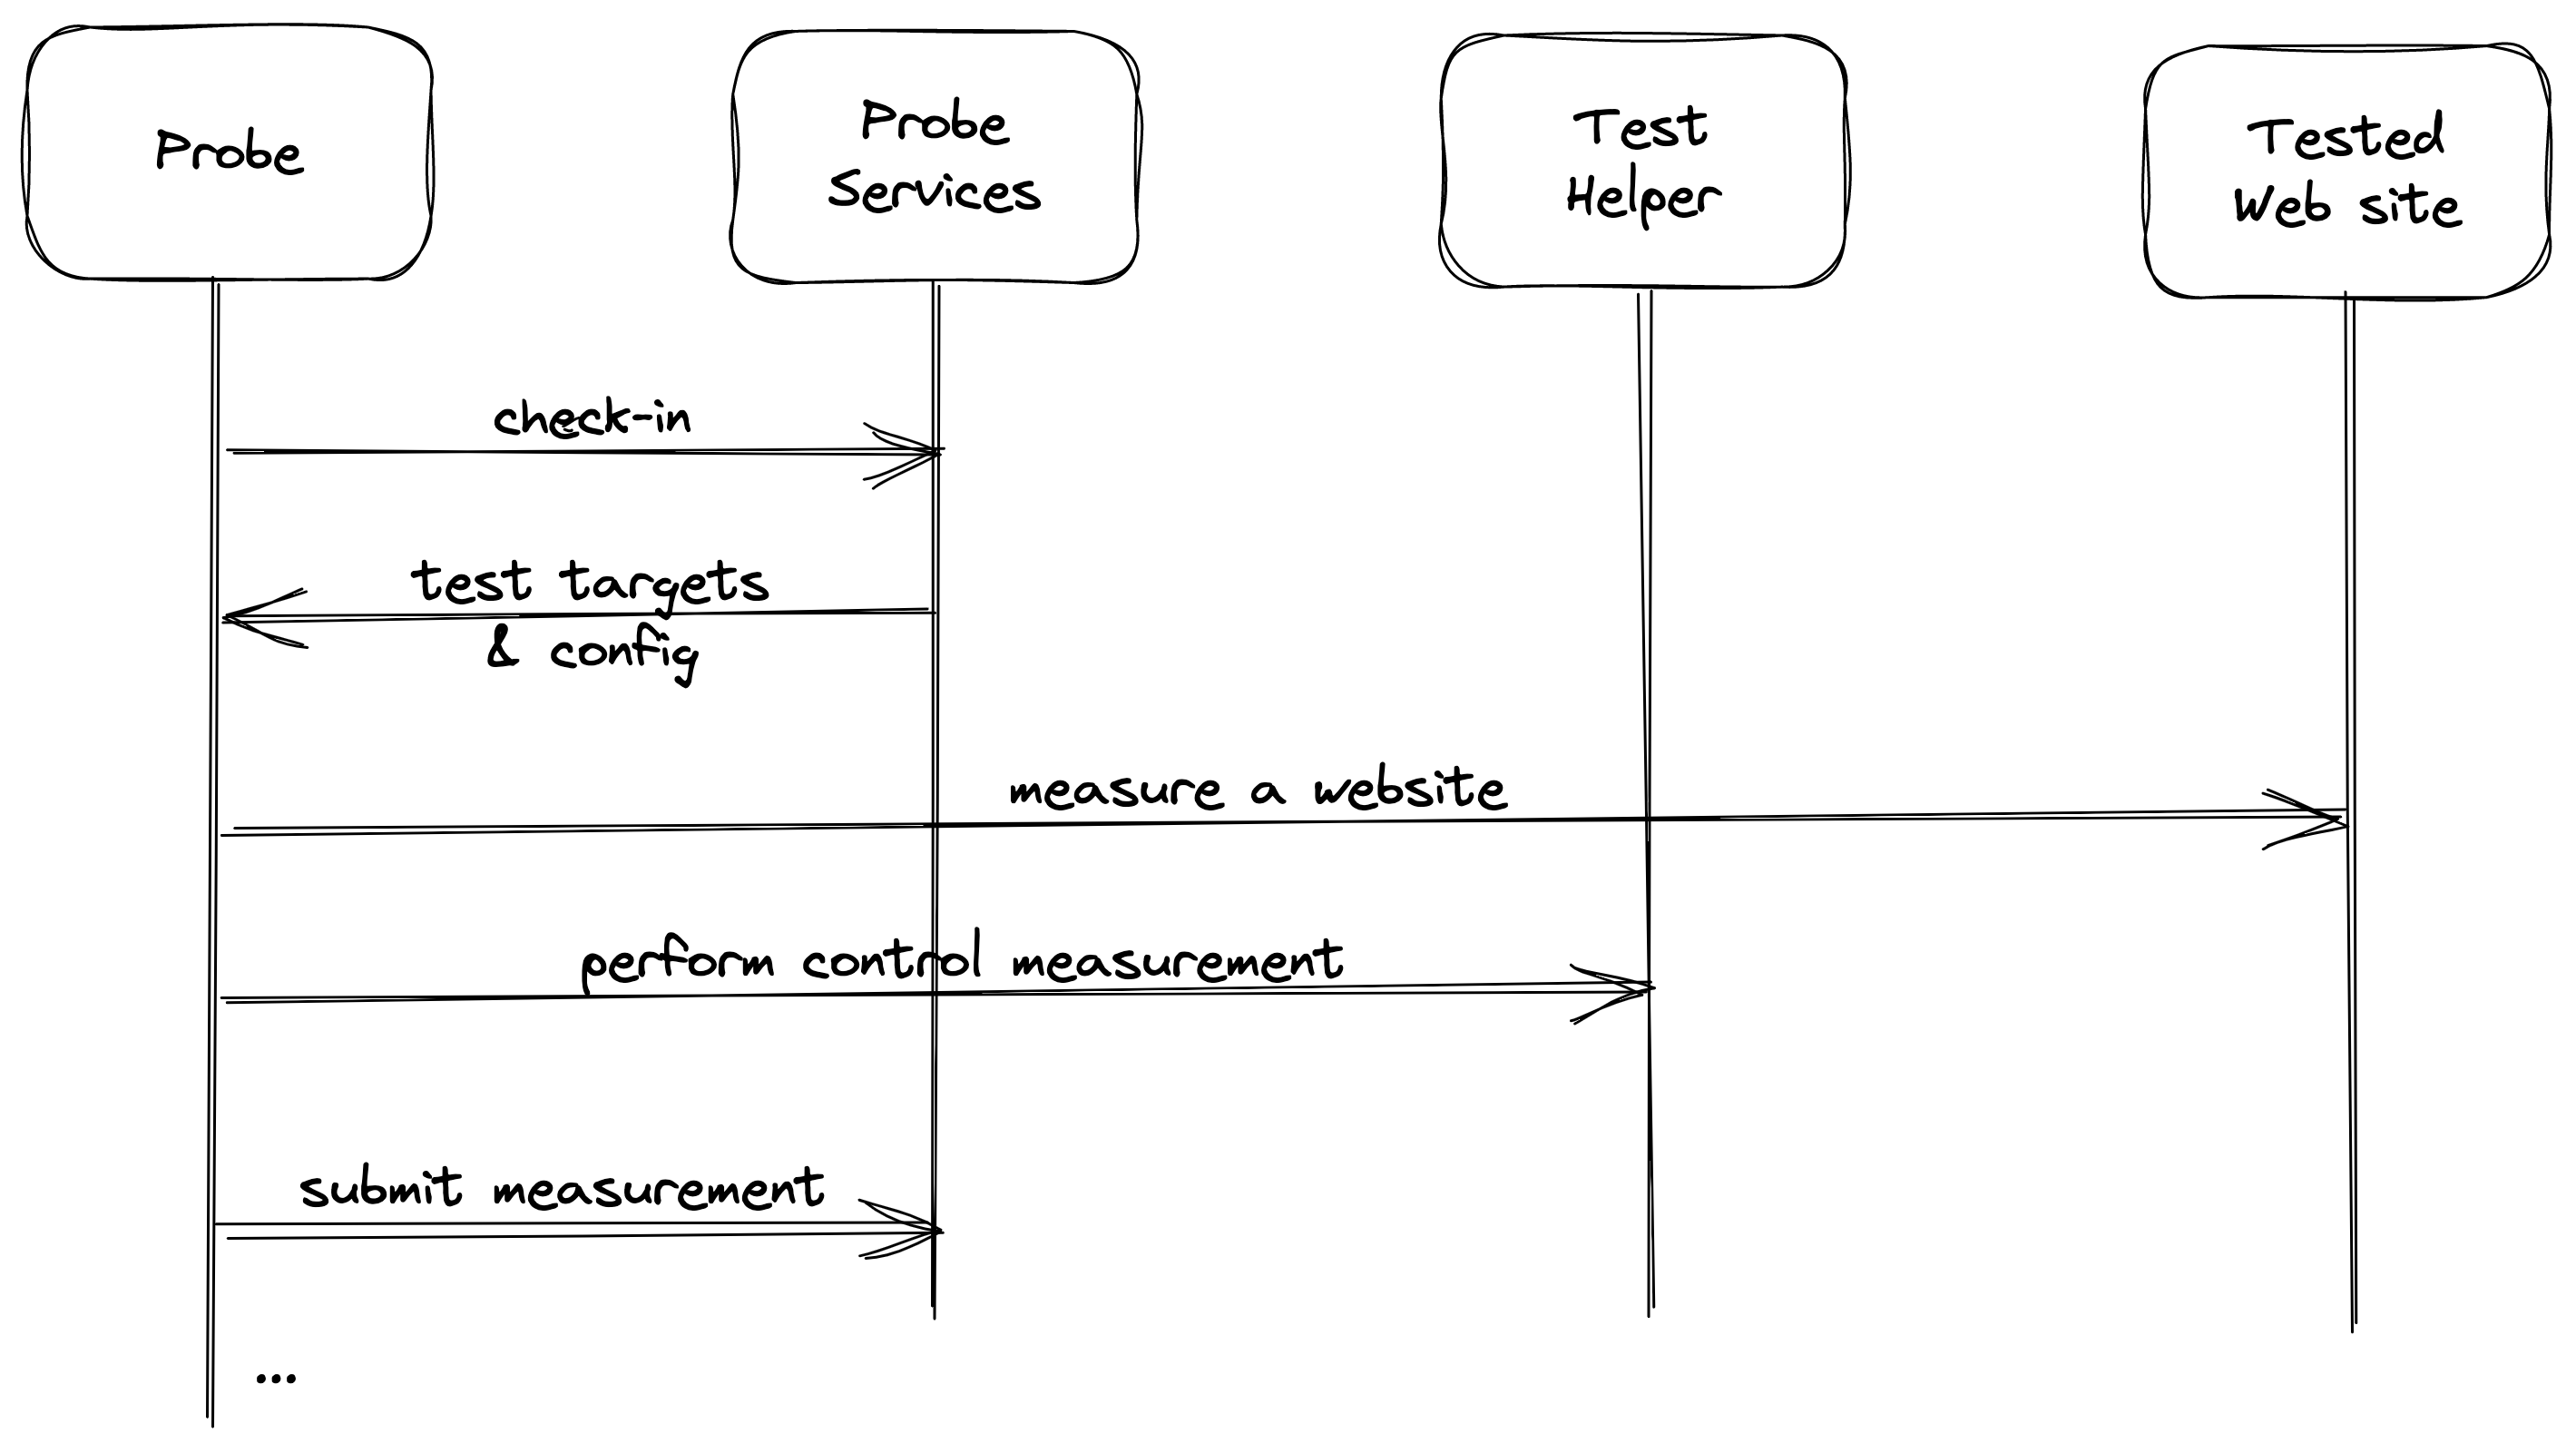 Probe
Probe
Services
Test
Helper
Tested
Web site
check-in
test targets
& config
measure a website
perform control measurement
submit measurement
...